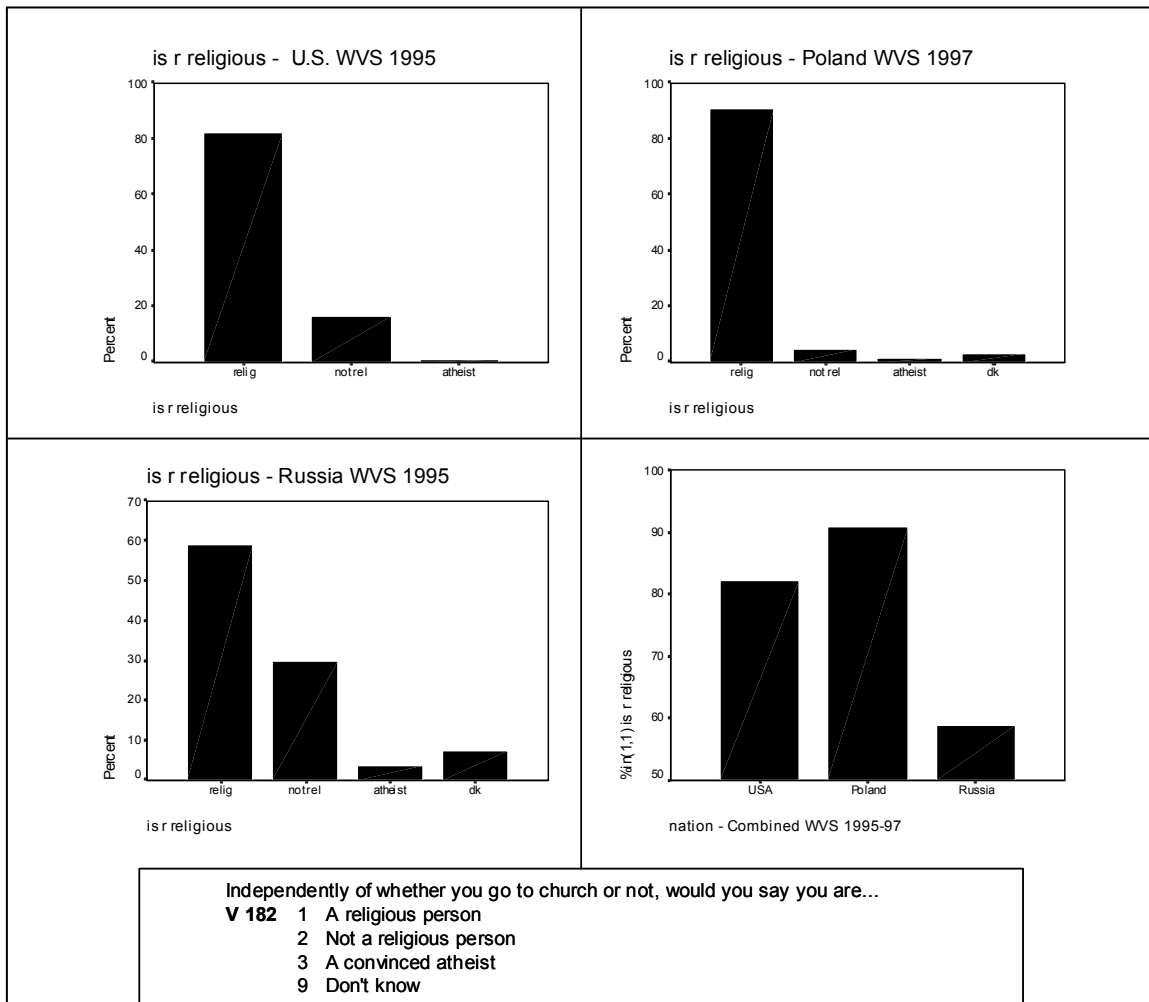 is r religious - U.S. WVS 1995
100
80
60
40
20
0
Percent
relig
not rel
atheist
is r religious
is r religious - Poland WVS 1997
100
80
60
40
20
0
Percent
relig
not rel
atheist
dk
is r religious
is r religious - Russia WVS 1995
70
60
50
40
30
20
10
0
Percent
relig
not rel
atheist
dk
is r religious
100
90
80
70
60
50
%in(1,1) is r religious
USA
Poland
Russia
nation - Combined WVS 1995-97
Independently of whether you go to church or not, would you say you are...
V 182 1 A religious person
2 Not a religious person
3 A convinced atheist
9 Don't know